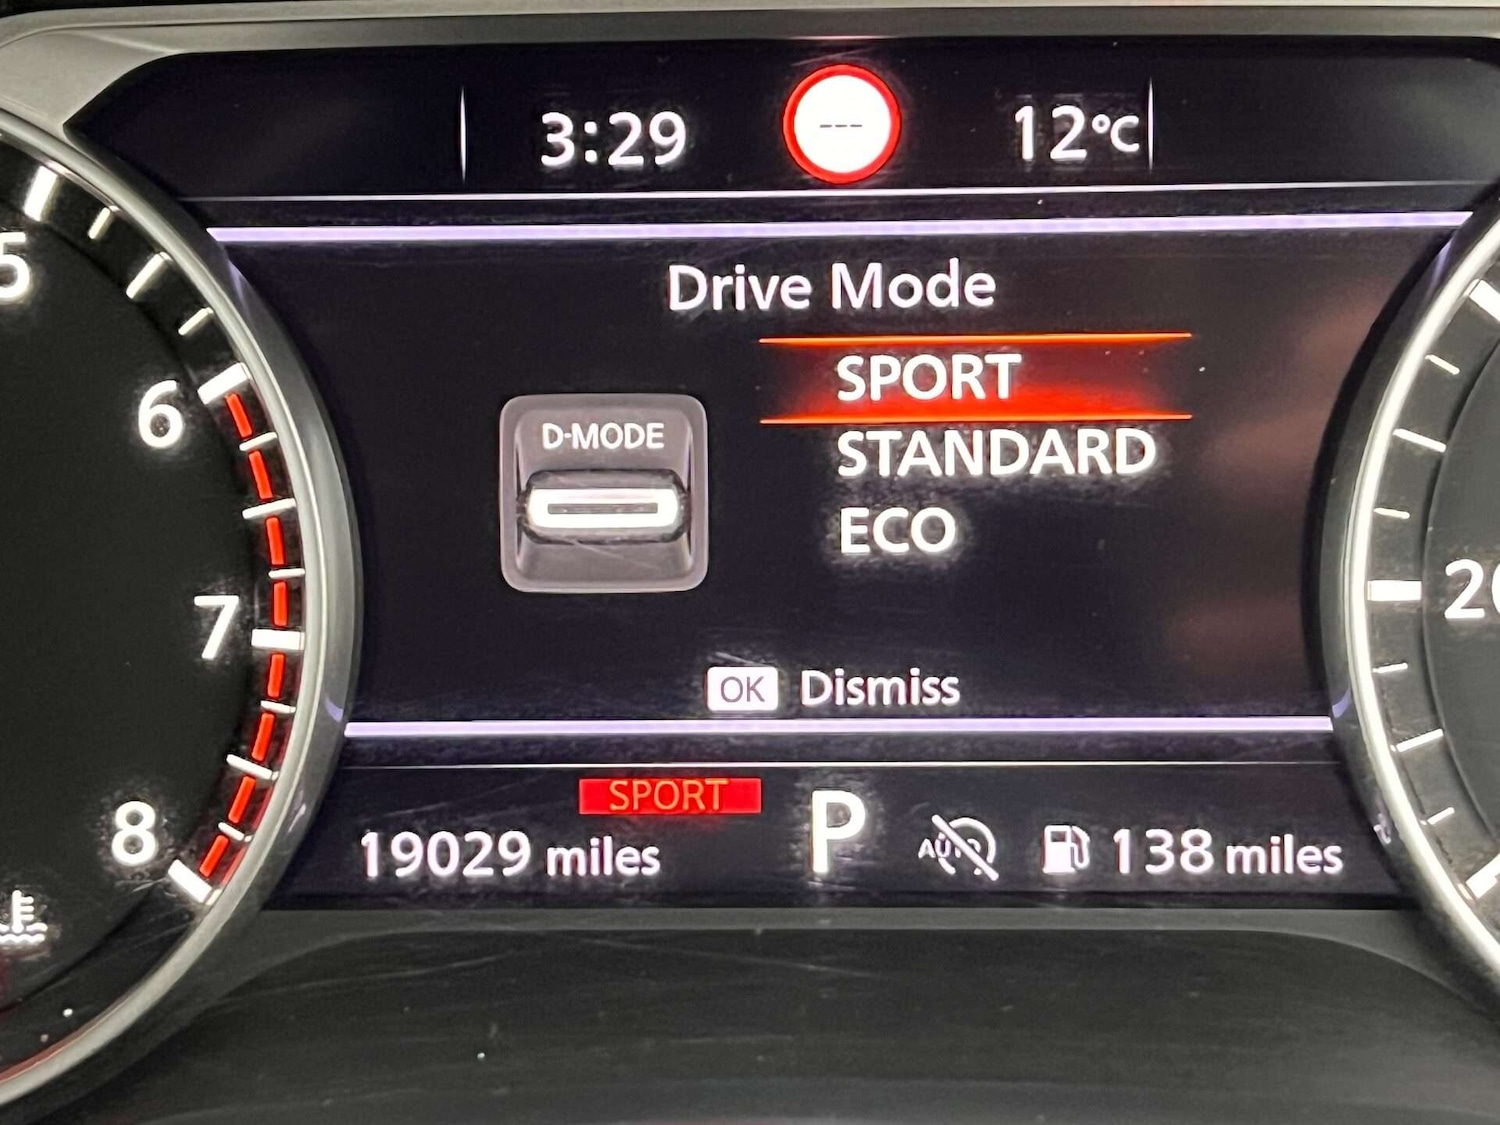 3:29 --- 12°C
Drive Mode
SPORT
STANDARD
ECO
D-MODE
OK Dismiss
SPORT
19029 miles P AUTO 138 miles
5
6
7
8